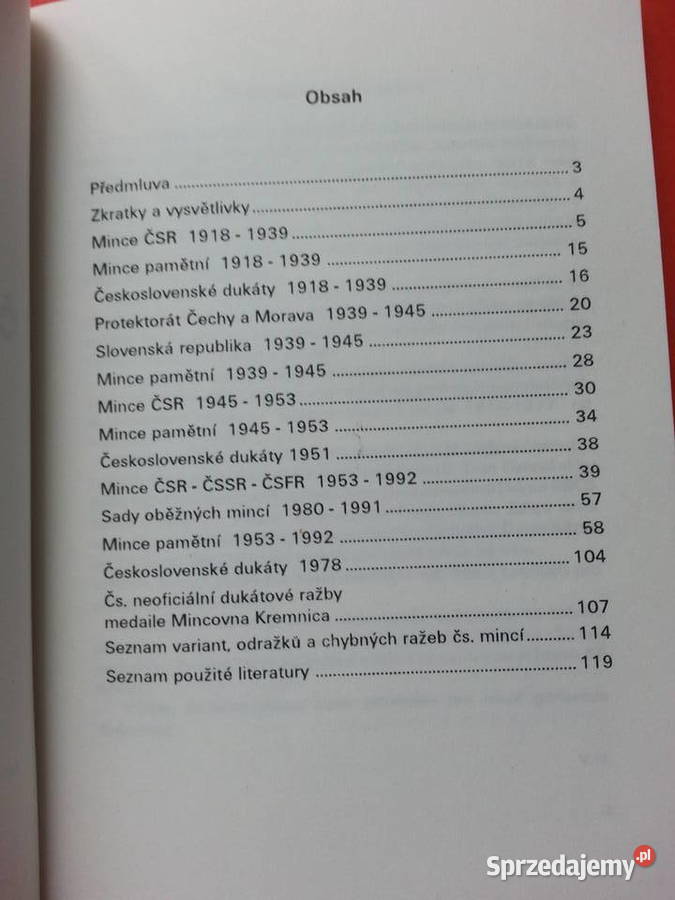 Obsah
Předmluva ........ 3
Zkratky a vysvětlivky ........ 4
Mince ČSR 1918 - 1939 ........ 5
Mince pamětní 1918 - 1939 ........ 15
Československé dukáty 1918 - 1939 ........ 16
Protektorát Čechy a Morava 1939 - 1945 ........ 20
Slovenská republika 1939 - 1945 ........ 23
Mince pamětní 1939 - 1945 ........ 28
Mince ČSR 1945 - 1953 ........ 30
Mince pamětní 1945 - 1953 ........ 34
Československé dukáty 1951 ........ 38
Mince ČSR - ČSSR - ČSFR 1953 - 1992 ........ 39
Sady oběžných mincí 1980 - 1991 ........ 57
Mince pamětní 1953 - 1992 ........ 58
Československé dukáty 1978 ........ 104
Čs. neoficiální dukátové ražby
medaile Mincovna Kremnica ........ 107
Seznam variant, odražků a chybných ražeb čs. mincí ........ 114
Seznam použité literatury ........ 119
Sprzedajemy.pl